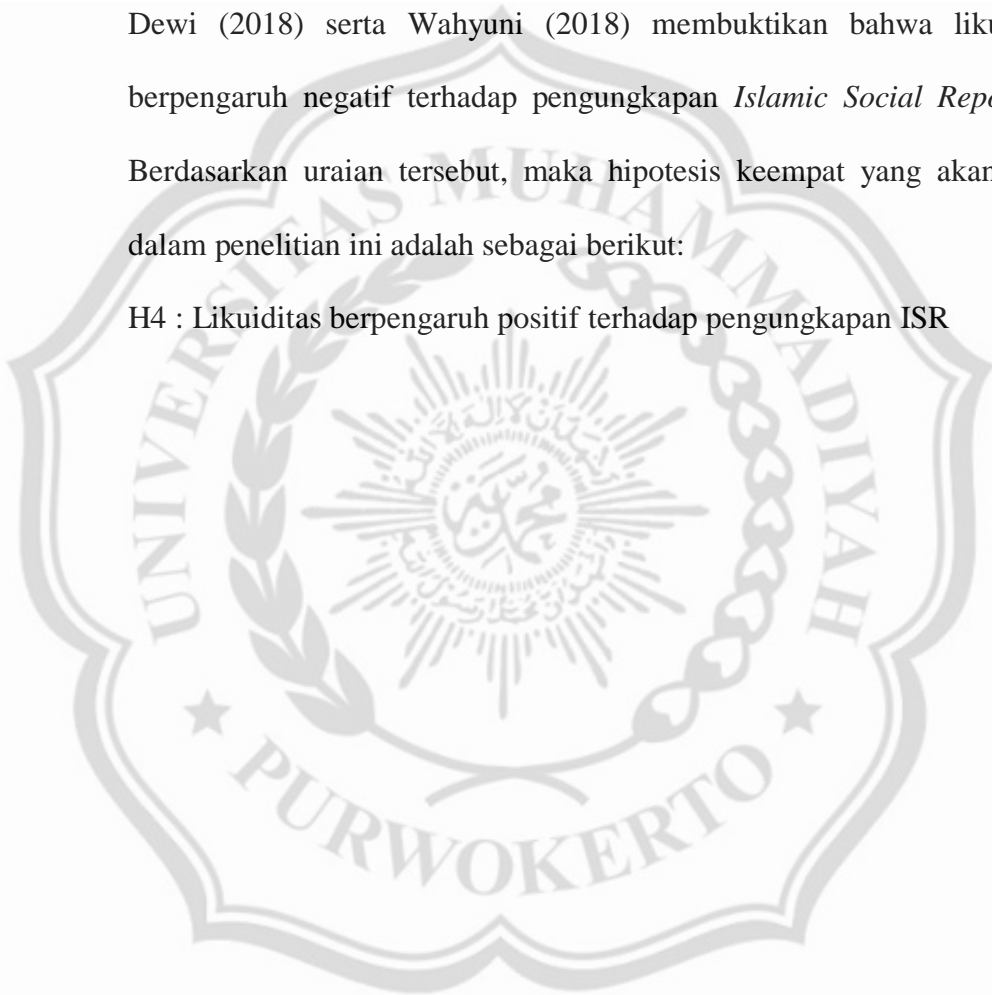 Dewi (2018) serta Wahyuni (2018) membuktikan bahwa liku
berpengaruh negatif terhadap pengungkapan Islamic Social Repo
Berdasarkan uraian tersebut, maka hipotesis keempat yang akan
dalam penelitian ini adalah sebagai berikut:
H4 : Likuiditas berpengaruh positif terhadap pengungkapan ISR
UNIVERSITAS MUHAMMADIYAH
PURWOKERTO
محمد